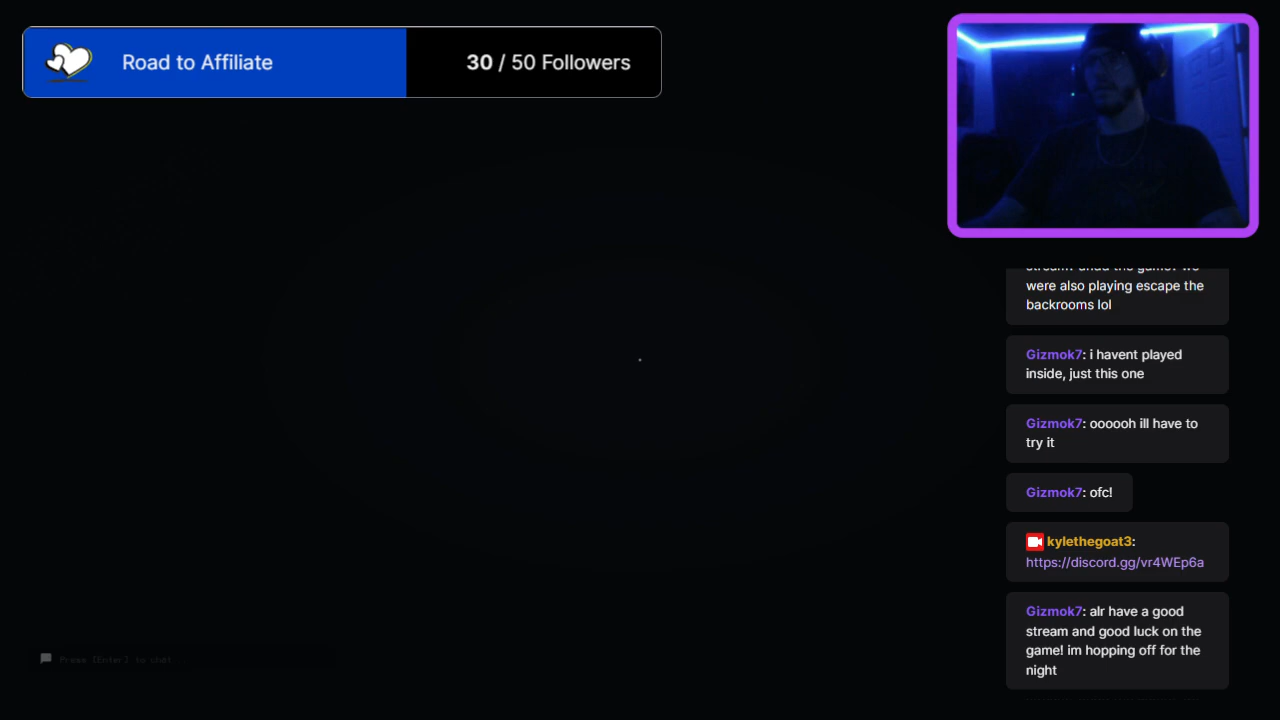 Road to Affiliate
30 / 50 Followers
were also playing escape the
backrooms lol
Gizmok7: i havent played
inside, just this one
Gizmok7: oooooh ill have to
try it
Gizmok7: ofc!
kylethegoat3:
https://discord.gg/vr4WEp6a
Gizmok7: alr have a good
stream and good luck on the
game! im hopping off for the
night
Press [Enter] to chat